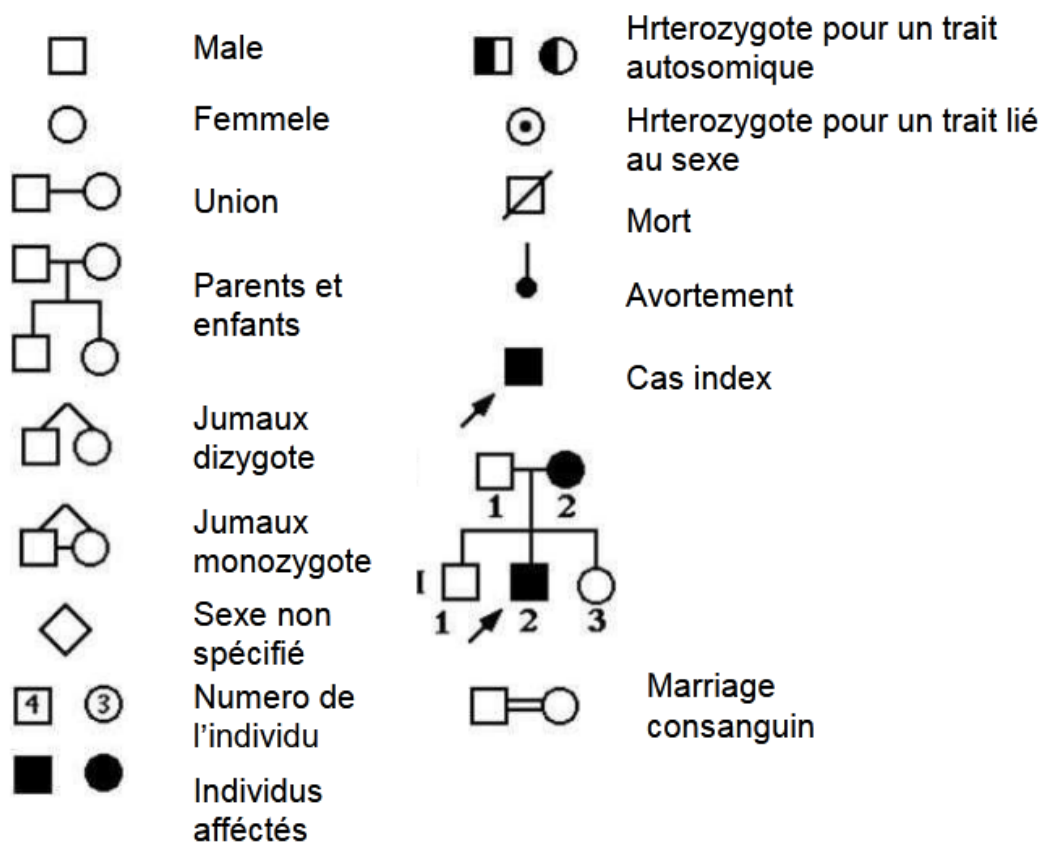 Male
Femmele
Union
Parents et
enfants
Jumaux
dizygote
Jumaux
monozygote
Sexe non
spécifié
4 3
Numero de
l'individu
Individus
afféctés
Hrterozygote pour un trait
autosomique
Hrterozygote pour un trait lié
au sexe
Mort
Avortement
Cas index
1 2
I
1 2 3
Marriage
consanguin